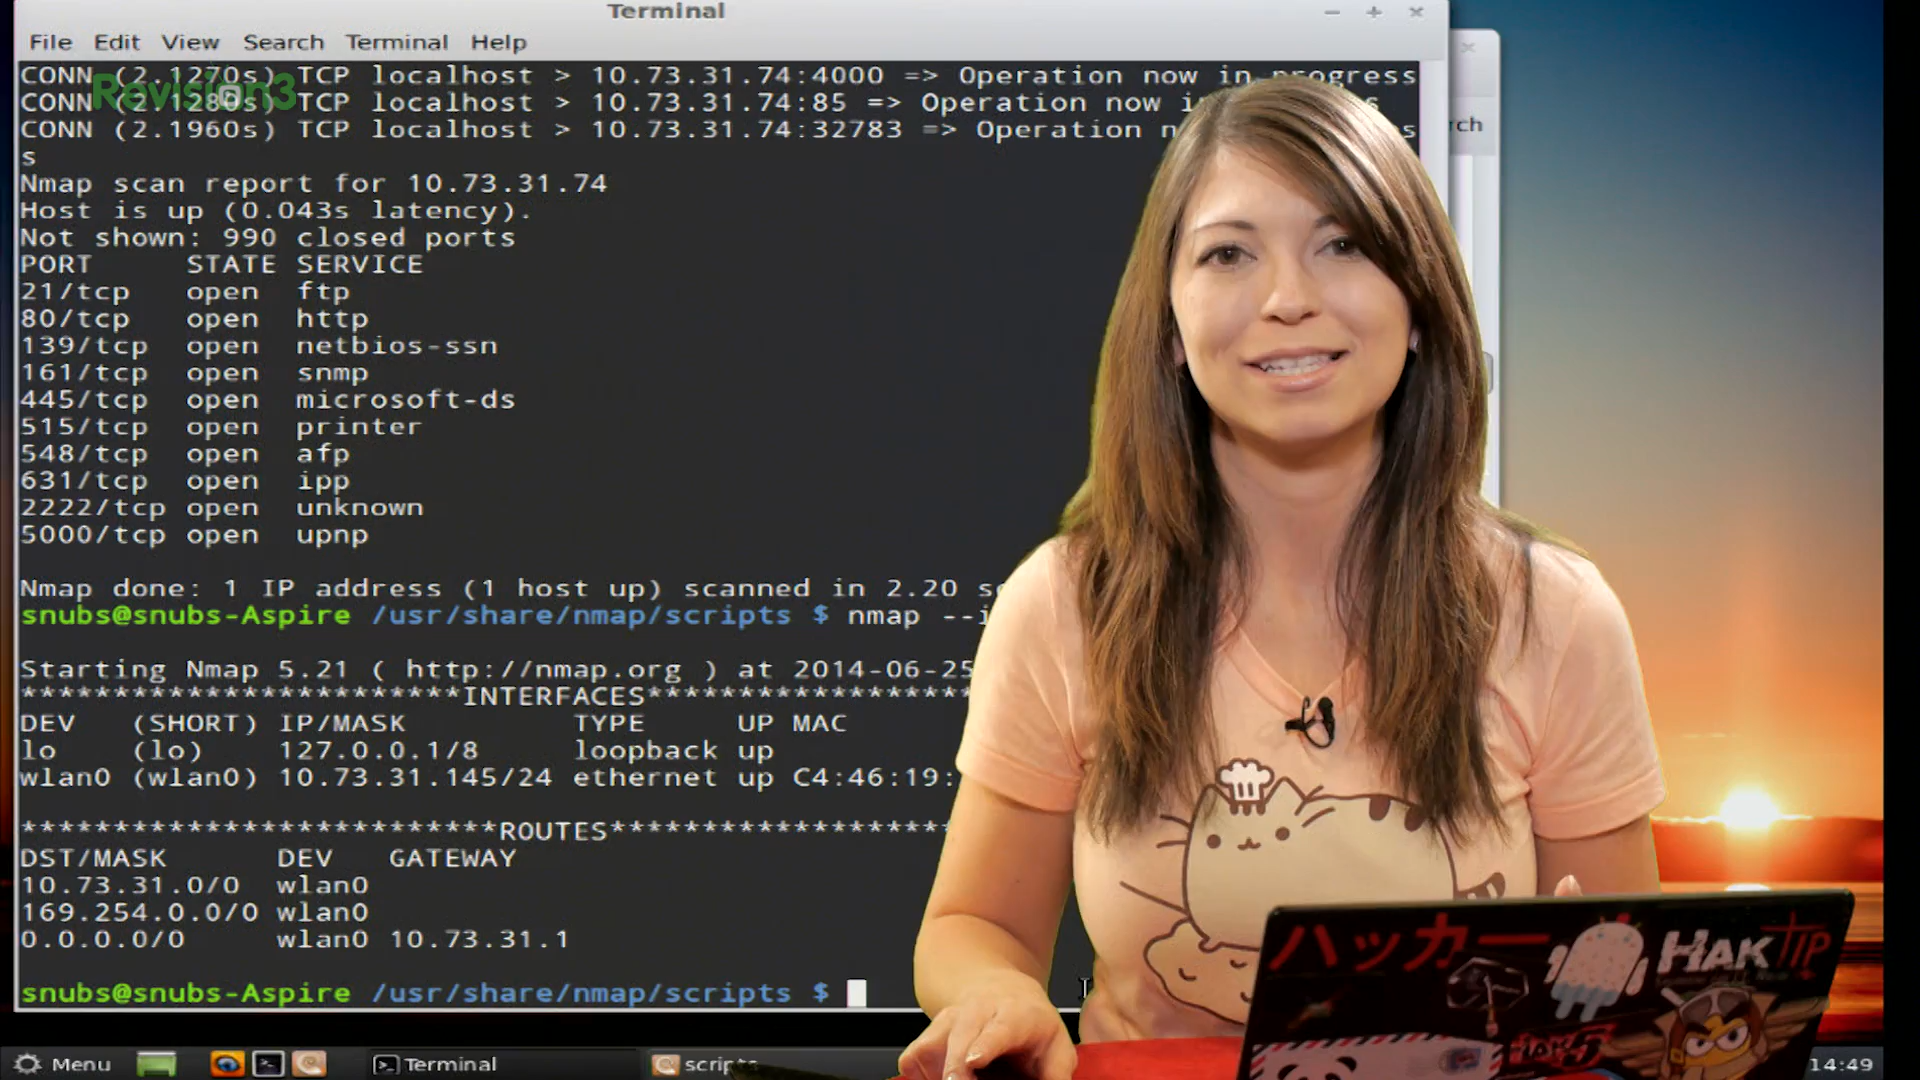 Terminal
File Edit View Search Terminal Help
Revision3
CONN (2.1270s) TCP localhost > 10.73.31.74:4000 => Operation now in progress
CONN (2.1280s) TCP localhost > 10.73.31.74:85 => Operation now
CONN (2.1960s) TCP localhost > 10.73.31.74:32783 => Operation
s
Nmap scan report for 10.73.31.74
Host is up (0.043s latency).
Not shown: 990 closed ports
PORT STATE SERVICE
21/tcp open ftp
80/tcp open http
139/tcp open netbios-ssn
161/tcp open snmp
445/tcp open microsoft-ds
515/tcp open printer
548/tcp open afp
631/tcp open ipp
2222/tcp open unknown
5000/tcp open upnp
Nmap done: 1 IP address (1 host up) scanned in 2.20
snubs@snubs-Aspire /usr/share/nmap/scripts $ nmap
Starting Nmap 5.21 ( http://nmap.org ) at 2014-06-25
*************************INTERFACES*******************
DEV (SHORT) IP/MASK TYPE UP MAC
lo (lo) 127.0.0.1/8 loopback up
wlan0 (wlan0) 10.73.31.145/24 ethernet up C4:46:19:
**************************ROUTES*******************
DST/MASK DEV GATEWAY
10.73.31.0/0 wlan0
169.254.0.0/0 wlan0
0.0.0.0/0 wlan0 10.73.31.1
snubs@snubs-Aspire /usr/share/nmap/scripts $
ハッカー
HAK TIP
Menu Terminal scripts 14:49